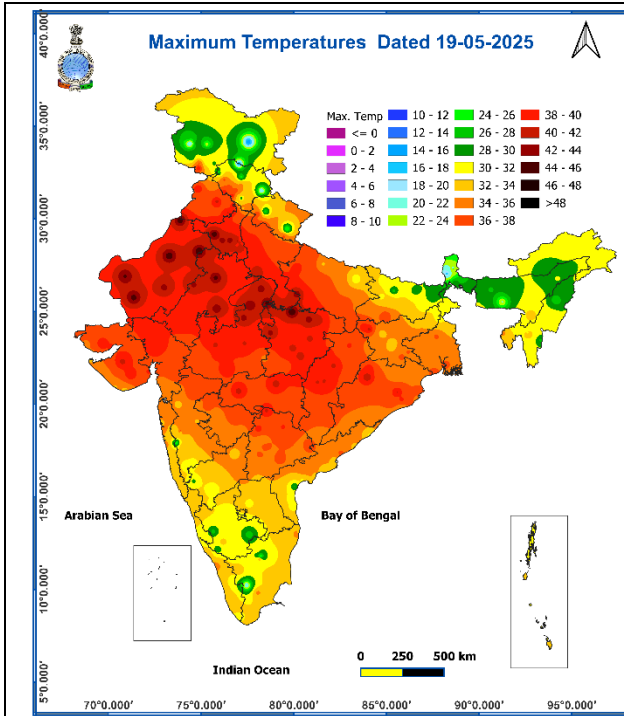 Maximum Temperatures Dated 19-05-2025
Max. Temp
<= 0
0 - 2
2 - 4
4 - 6
6 - 8
8 - 10
10 - 12
12 - 14
14 - 16
16 - 18
18 - 20
20 - 22
22 - 24
24 - 26
26 - 28
28 - 30
30 - 32
32 - 34
34 - 36
36 - 38
38 - 40
40 - 42
42 - 44
44 - 46
46 - 48
>48
40°0.000'
35°0.000'
30°0.000'
25°0.000'
20°0.000'
15°0.000'
10°0.000'
5°0.000'
Arabian Sea
Bay of Bengal
Indian Ocean
0 250 500 km
70°0.000' 75°0.000' 80°0.000' 85°0.000' 90°0.000' 95°0.000'